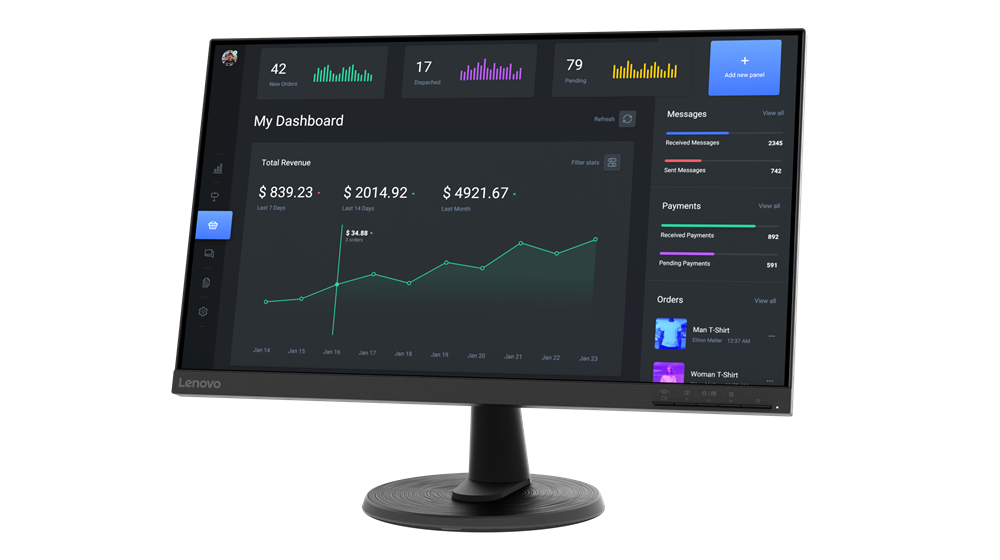 42
New Orders
17
Dispached
79
Pending
+
Add new panel
My Dashboard
Refresh
Total Revenue
Filter stats
$ 839.23
Last 7 Days
$ 2014.92
Last 14 Days
$ 4921.67
Last Month
$ 34.88
3 orders
Jan 14 Jan 15 Jan 16 Jan 17 Jan 18 Jan 19 Jan 20 Jan 21 Jan 22 Jan 23
Messages View all
Received Messages 2345
Sent Messages 742
Payments View all
Received Payments 892
Pending Payments 591
Orders View all
Man T-Shirt
12:37 AM
Woman T-Shirt
Lenovo